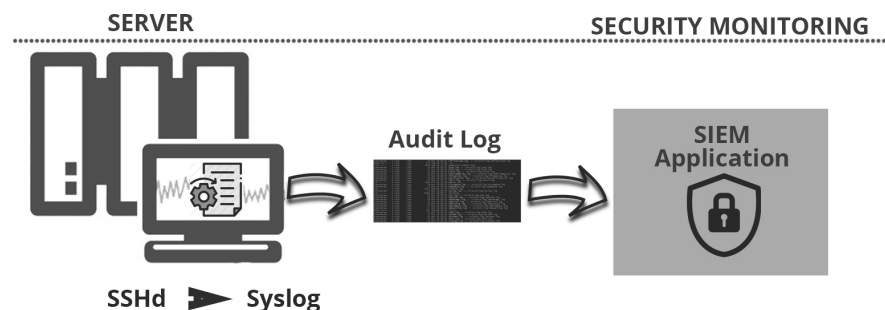 SERVER
SECURITY MONITORING
Audit Log
SIEM
Application
SSHd
Syslog